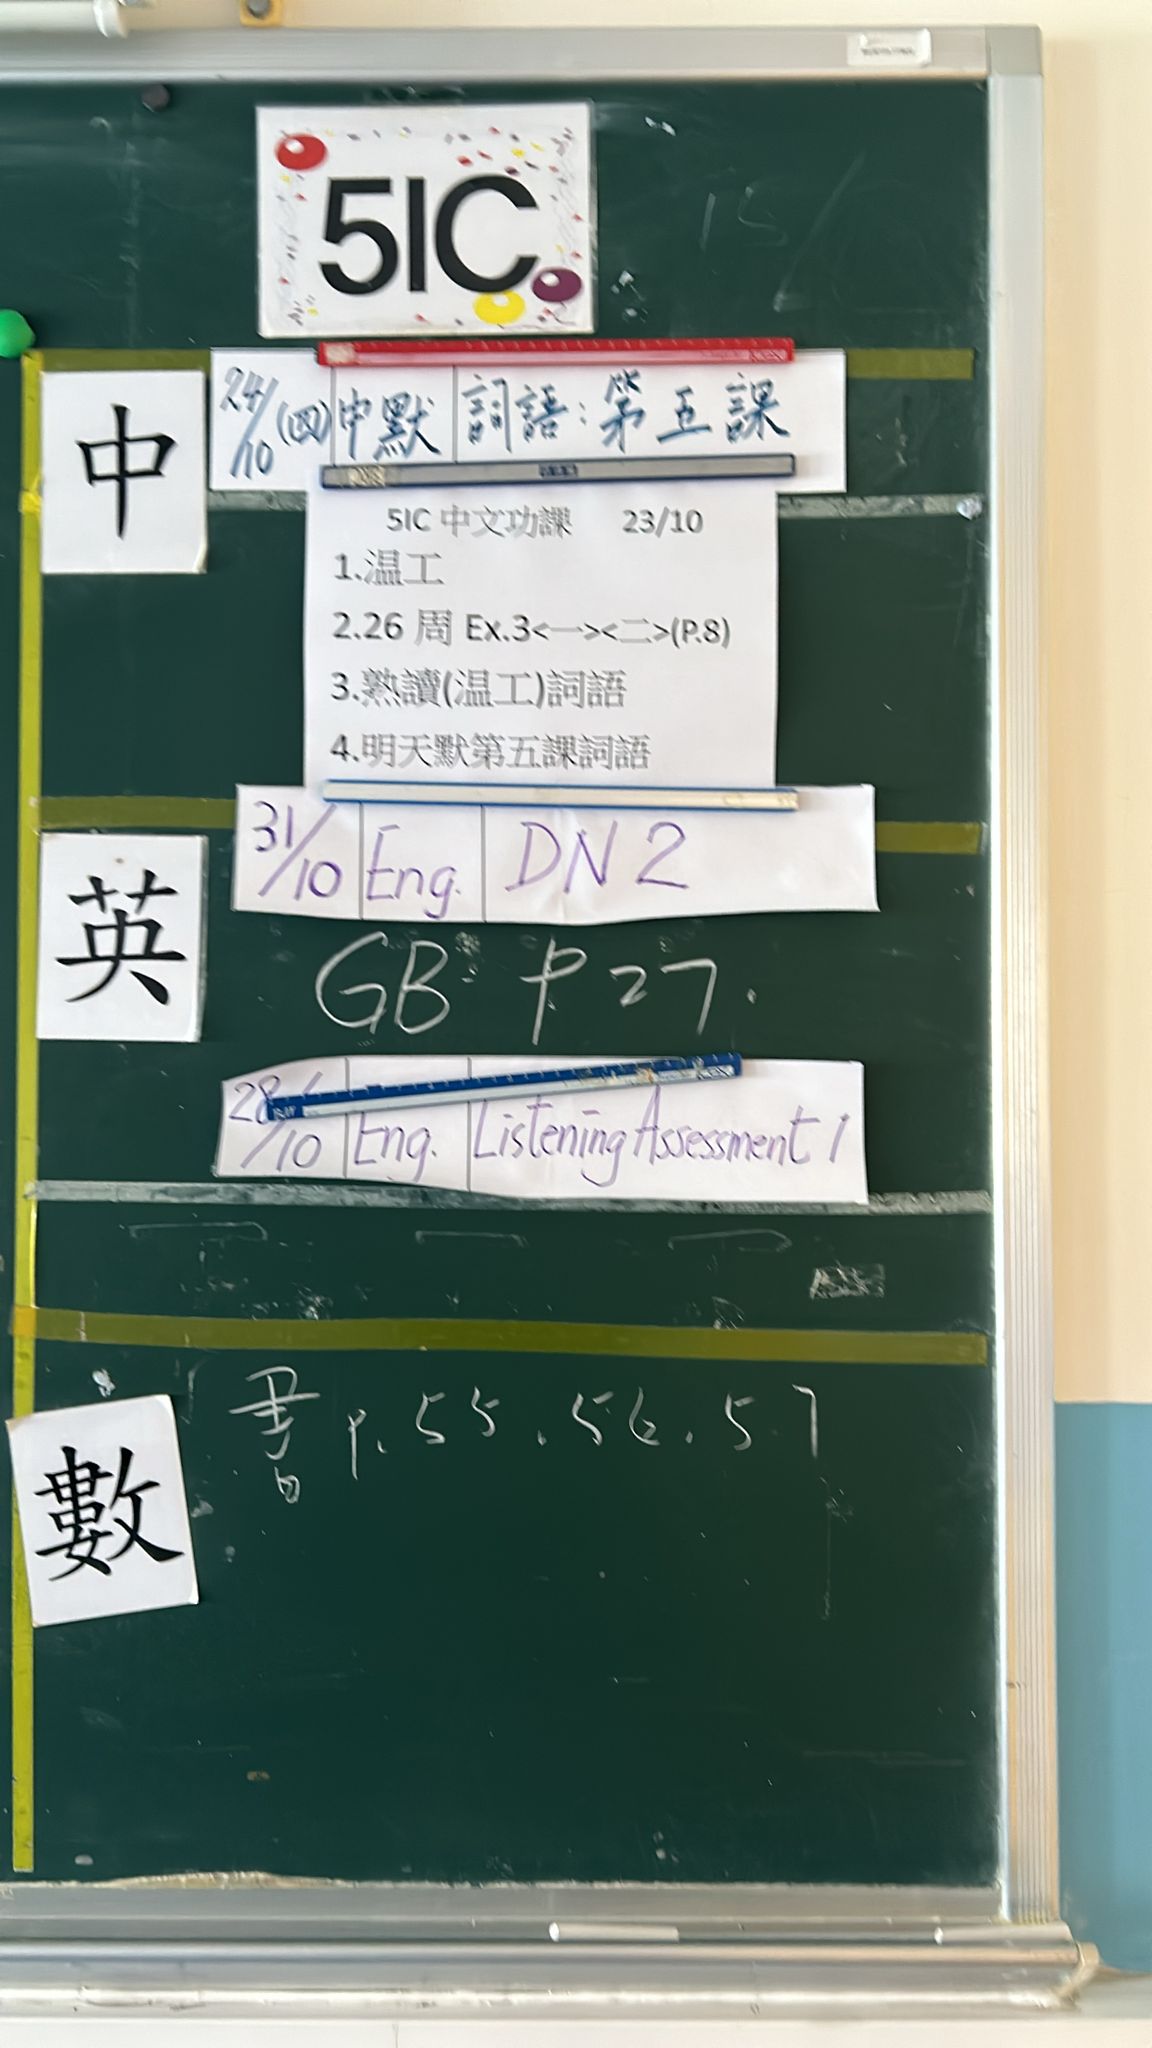 5IC
中
24/10 (四) 中默 詞語：第五課
5IC 中文功課 23/10
1.温工
2.26 周 Ex.3<一><二>(P.8)
3.熟讀(温工)詞語
4.明天默第五課詞語
英
31/10 Eng. DN 2
GB P 27.
28/10 Eng. Listening Assessment 1
數
書 p. 55. 56. 57